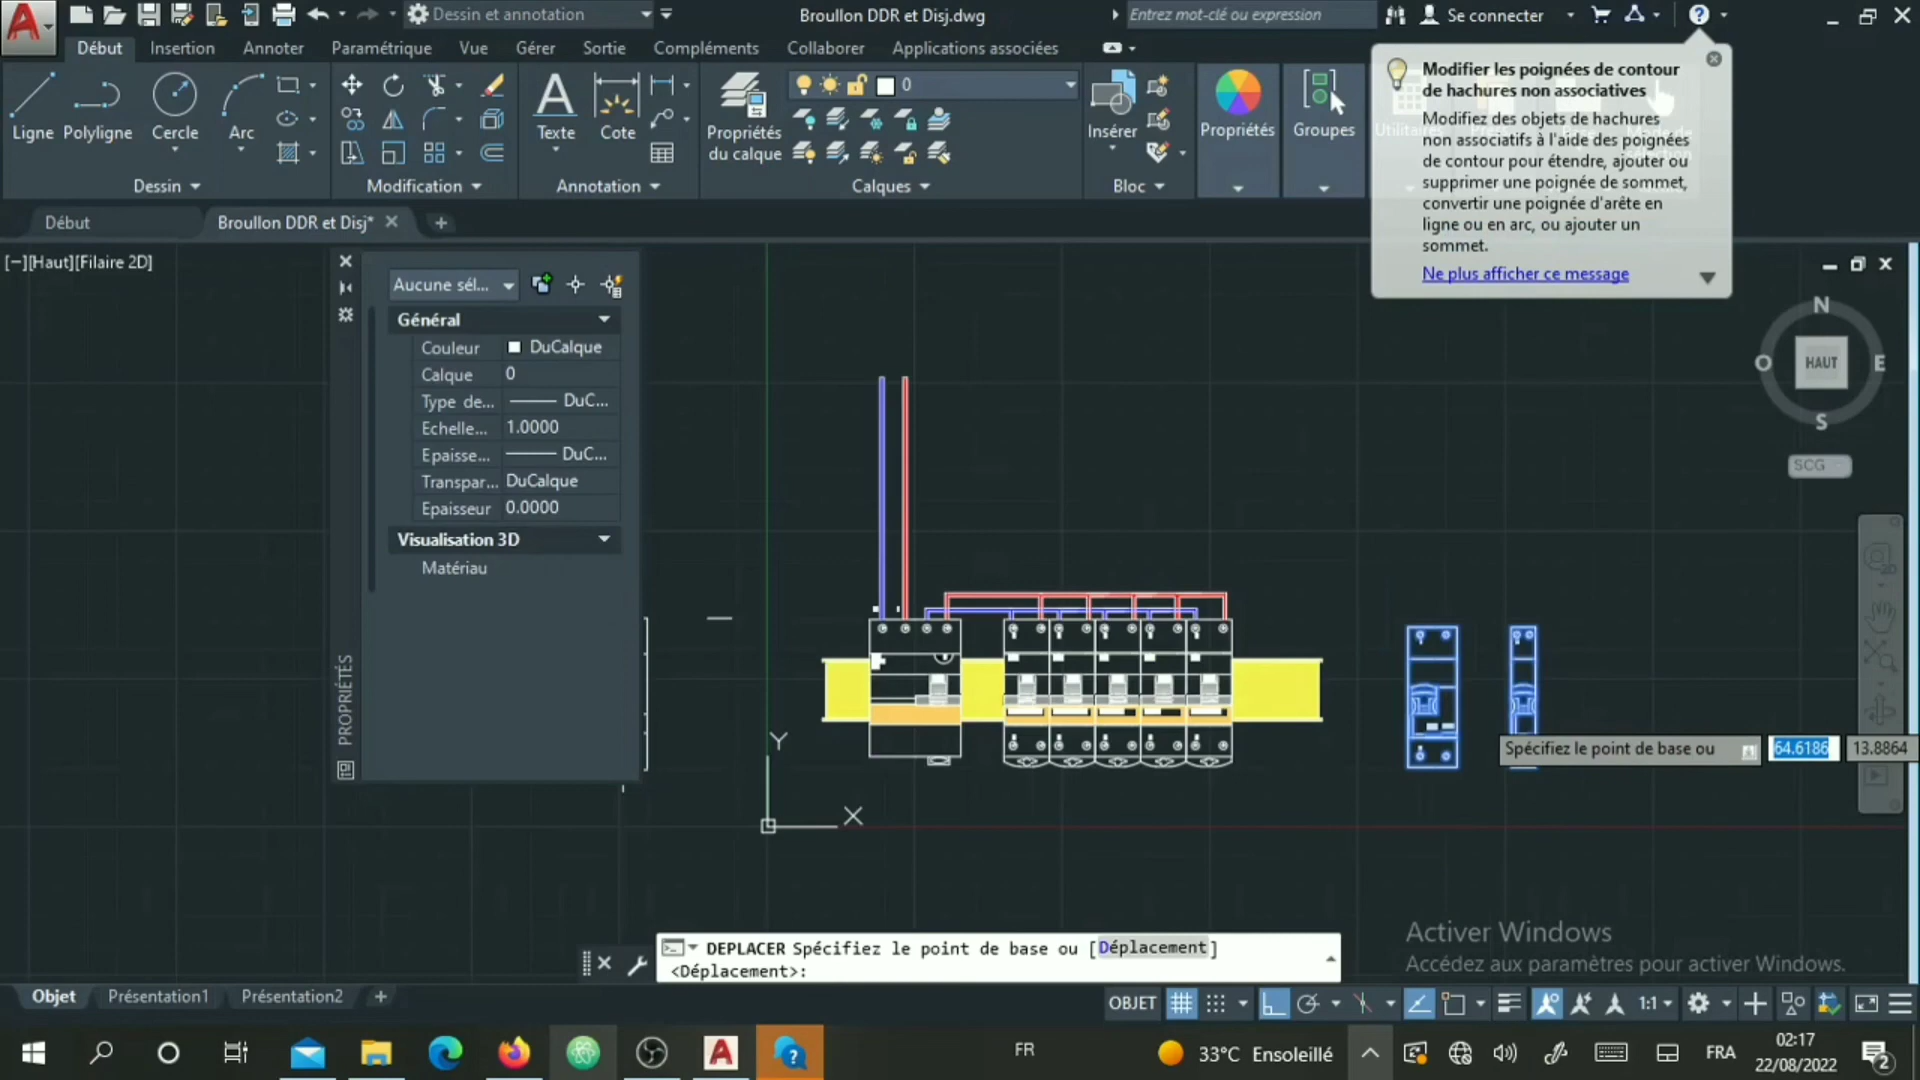 Dessin et annotation
Broullon DDR et Disj.dwg
Entrez mot-clé ou expression
Se connecter
Début
Insertion
Annoter
Paramétrique
Vue
Gérer
Sortie
Compléments
Collaborer
Applications associées
Ligne
Polyligne
Cercle
Arc
Texte
Cote
Propriétés
du calque
0
Insérer
Propriétés
Groupes
Dessin
Modification
Annotation
Calques
Bloc
Modifier les poignées de contour
de hachures non associatives
Modifiez des objets de hachures
non associatifs à l'aide des poignées
de contour pour étendre, ajouter ou
supprimer une poignée de sommet,
convertir une poignée d'arête en
ligne ou en arc, ou ajouter un
sommet.
Ne plus afficher ce message
Début
Broullon DDR et Disj*
[−][Haut][Filaire 2D]
Aucune sél...
Général
Couleur DuCalque
Calque 0
Type de... DuC...
Echelle... 1.0000
Epaisse... DuC...
Transpar... DuCalque
Epaisseur 0.0000
Visualisation 3D
Matériau
PROPRIÉTÉS
N
O HAUT E
S
SCG
Y
X
Spécifiez le point de base ou 64.6186 13.8864
DEPLACER Spécifiez le point de base ou [Déplacement]
<Déplacement>:
Activer Windows
Accédez aux paramètres pour activer Windows.
Objet
Présentation1
Présentation2
OBJET
1:1
FR
33°C Ensoleillé
FRA
02:17
22/08/2022
2